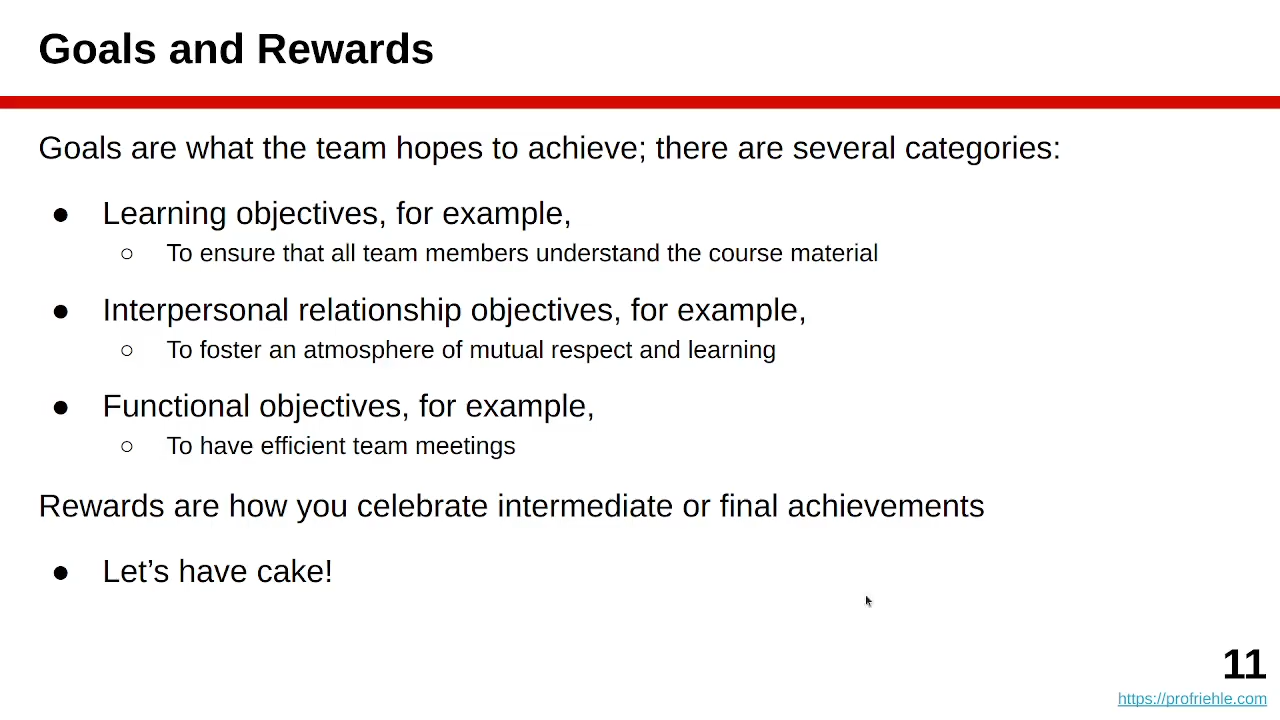 Goals and Rewards
Goals are what the team hopes to achieve; there are several categories:
● Learning objectives, for example,
○ To ensure that all team members understand the course material
● Interpersonal relationship objectives, for example,
○ To foster an atmosphere of mutual respect and learning
● Functional objectives, for example,
○ To have efficient team meetings
Rewards are how you celebrate intermediate or final achievements
● Let’s have cake!
11
https://profriehle.com